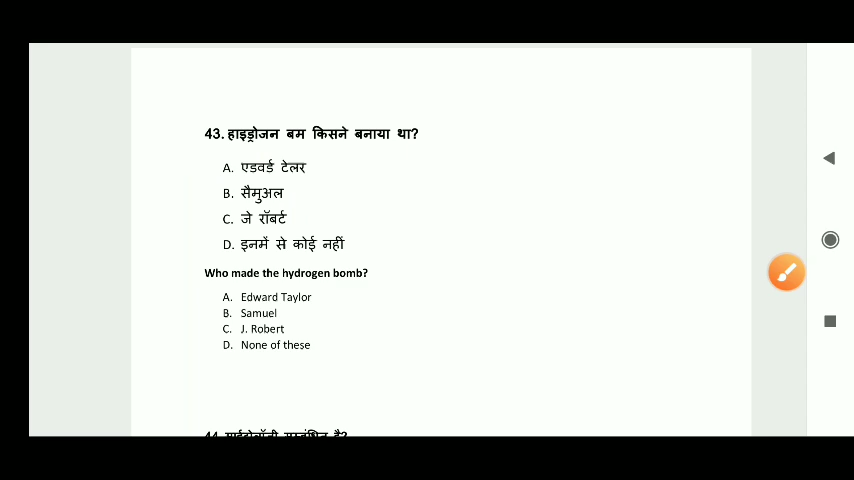 43. हाइड्रोजन बम किसने बनाया था?
A. एडवर्ड टेलर
B. सैमुअल
C. जे रॉबर्ट
D. इनमें से कोई नहीं
Who made the hydrogen bomb?
A. Edward Taylor
B. Samuel
C. J. Robert
D. None of these
44.